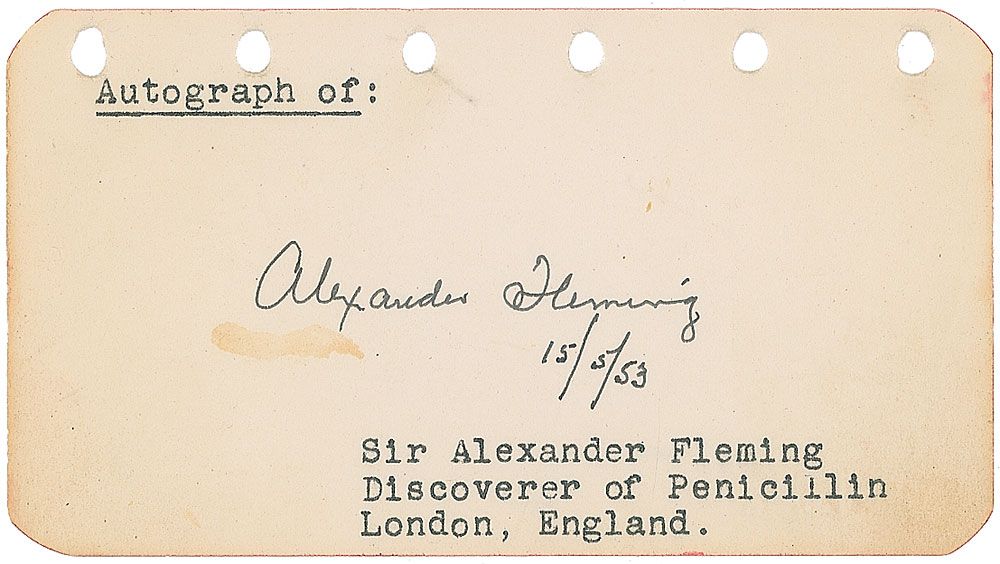 Autograph of:
Alexander Fleming
15/5/53
Sir Alexander Fleming
Discoverer of Penicillin
London, England.